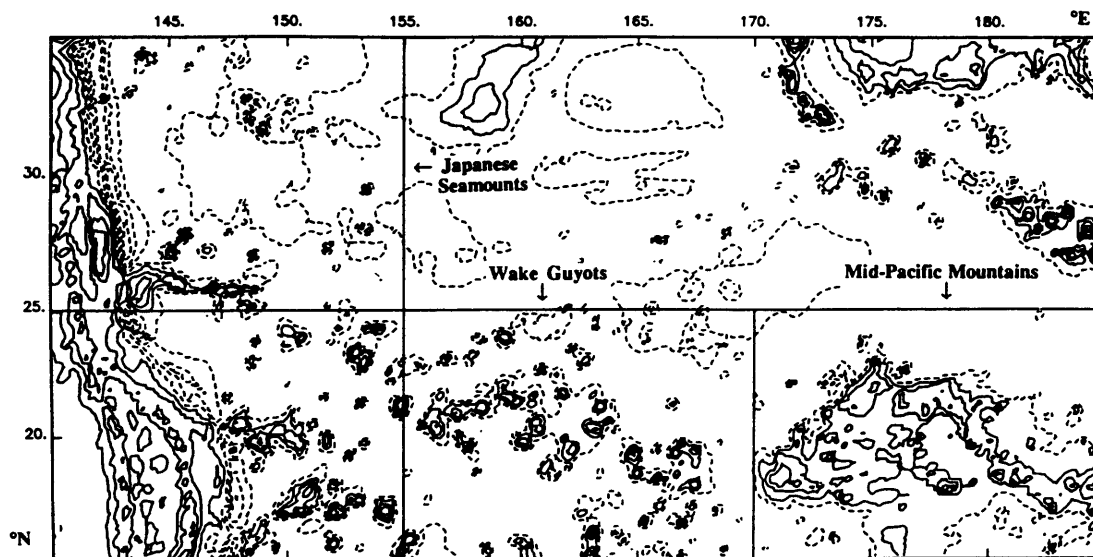 145. 150. 155. 160. 165. 170. 175. 180. °E
30.
← Japanese
Seamounts
Wake Guyots
↓
Mid-Pacific Mountains
↓
25.
20.
°N